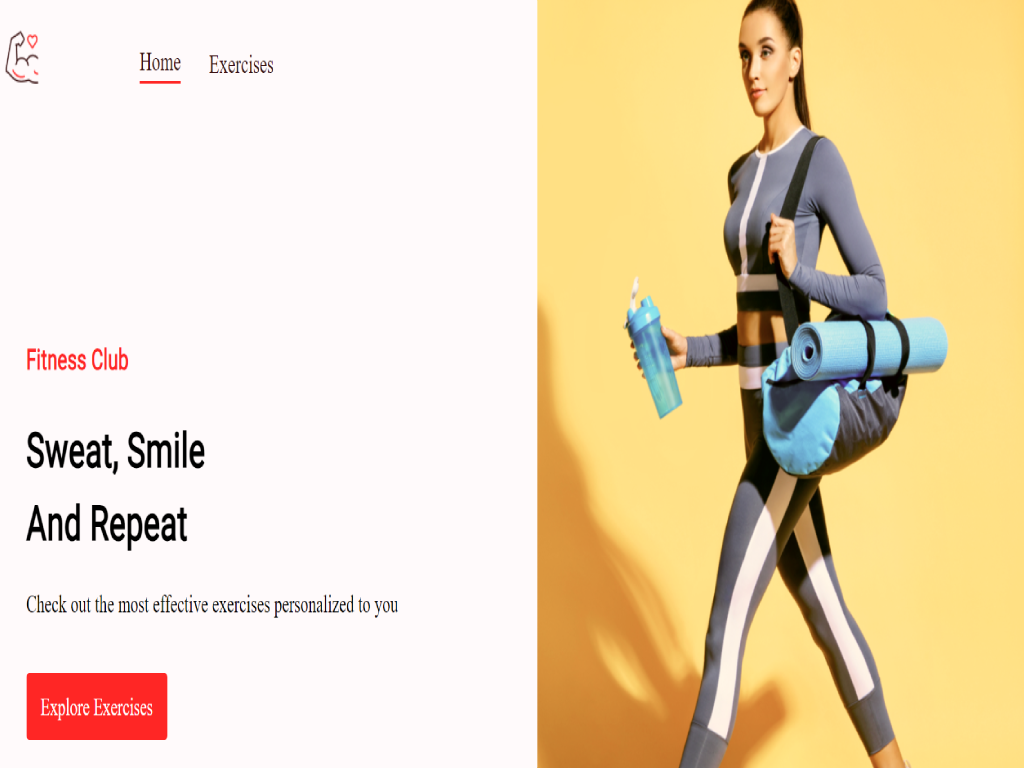 Home
Exercises
Fitness Club
Sweat, Smile
And Repeat
Check out the most effective exercises personalized to you
Explore Exercises